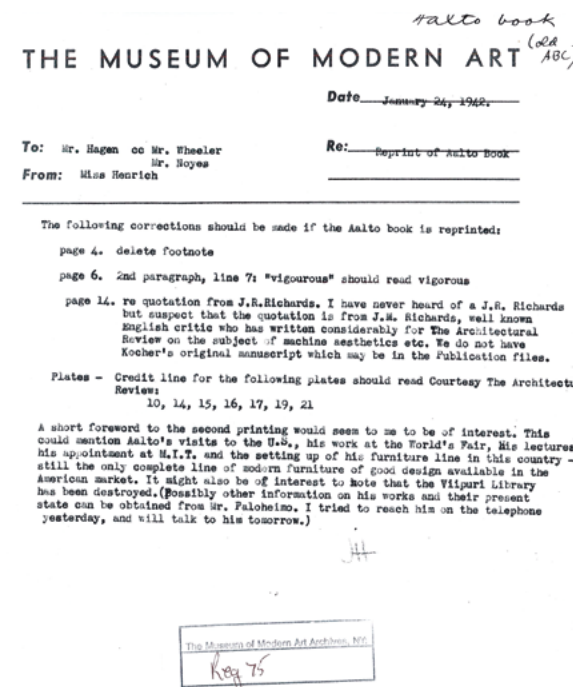 Aalto book
(old
ABC)
THE MUSEUM OF MODERN ART
Date January 24, 1942.
To: Mr. Hagen cc Mr. Wheeler
Mr. Noyes
Re: Reprint of Aalto Book
From: Miss Henrich
The following corrections should be made if the Aalto book is reprinted:
page 4. delete footnote
page 6. 2nd paragraph, line 7: "vigourous" should read vigorous
page 14. re quotation from J.R.Richards. I have never heard of a J.R. Richards
but suspect that the quotation is from J.M. Richards, well known
English critic who has written considerably for The Architectural
Review on the subject of machine aesthetics etc. We do not have
Kocher's original manuscript which may be in the Publication files.
Plates - Credit line for the following plates should read Courtesy The Architectu
Review:
10, 14, 15, 16, 17, 19, 21
A short foreword to the second printing would seem to me to be of interest. This
could mention Aalto's visits to the U.S., his work at the World's Fair, His lectures
his appointment at M.I.T. and the setting up of his furniture line in this country -
still the only complete line of modern furniture of good design available in the
American market. It might also be of interest to note that the Viipuri Library
has been destroyed.(Possibly other information on his works and their present
state can be obtained from Mr. Paloheimo. I tried to reach him on the telephone
yesterday, and will talk to him tomorrow.)
JH
The Museum of Modern Art Archives, NY
Reg 75